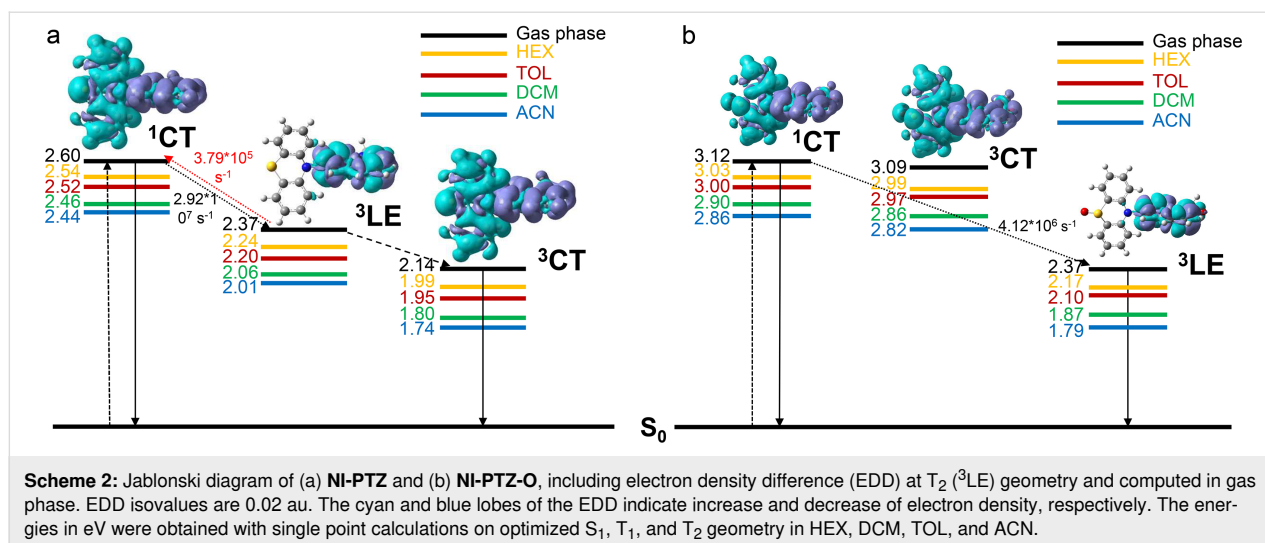 a
Gas phase
HEX
TOL
DCM
ACN
¹CT
2.60
2.54
2.52
2.46
2.44
3.79*10⁵
s⁻¹
2.92*1
0⁷ s⁻¹
³LE
2.37
2.24
2.20
2.06
2.01
³CT
2.14
1.99
1.95
1.80
1.74
b
Gas phase
HEX
TOL
DCM
ACN
¹CT
3.12
3.03
3.00
2.90
2.86
³CT
3.09
2.99
2.97
2.86
2.82
4.12*10⁶ s⁻¹
³LE
2.37
2.17
2.10
1.87
1.79
S₀
Scheme 2: Jablonski diagram of (a) NI-PTZ and (b) NI-PTZ-O, including electron density difference (EDD) at T₂ (³LE) geometry and computed in gas
phase. EDD isovalues are 0.02 au. The cyan and blue lobes of the EDD indicate increase and decrease of electron density, respectively. The ener-
gies in eV were obtained with single point calculations on optimized S₁, T₁, and T₂ geometry in HEX, DCM, TOL, and ACN.